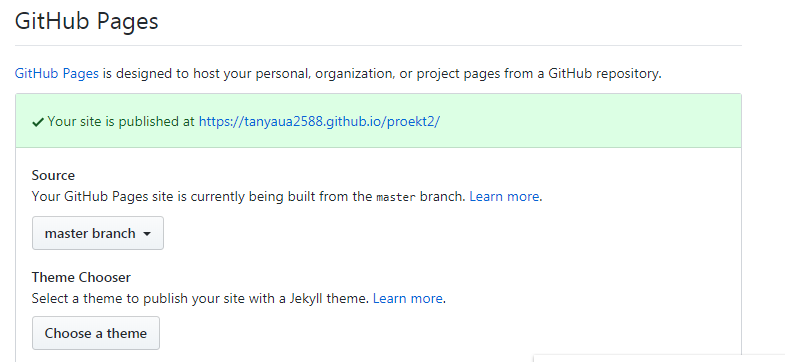 GitHub Pages
GitHub Pages is designed to host your personal, organization, or project pages from a GitHub repository.
✔ Your site is published at https://tanyaua2588.github.io/proekt2/
Source
Your GitHub Pages site is currently being built from the master branch. Learn more.
master branch
Theme Chooser
Select a theme to publish your site with a Jekyll theme. Learn more.
Choose a theme